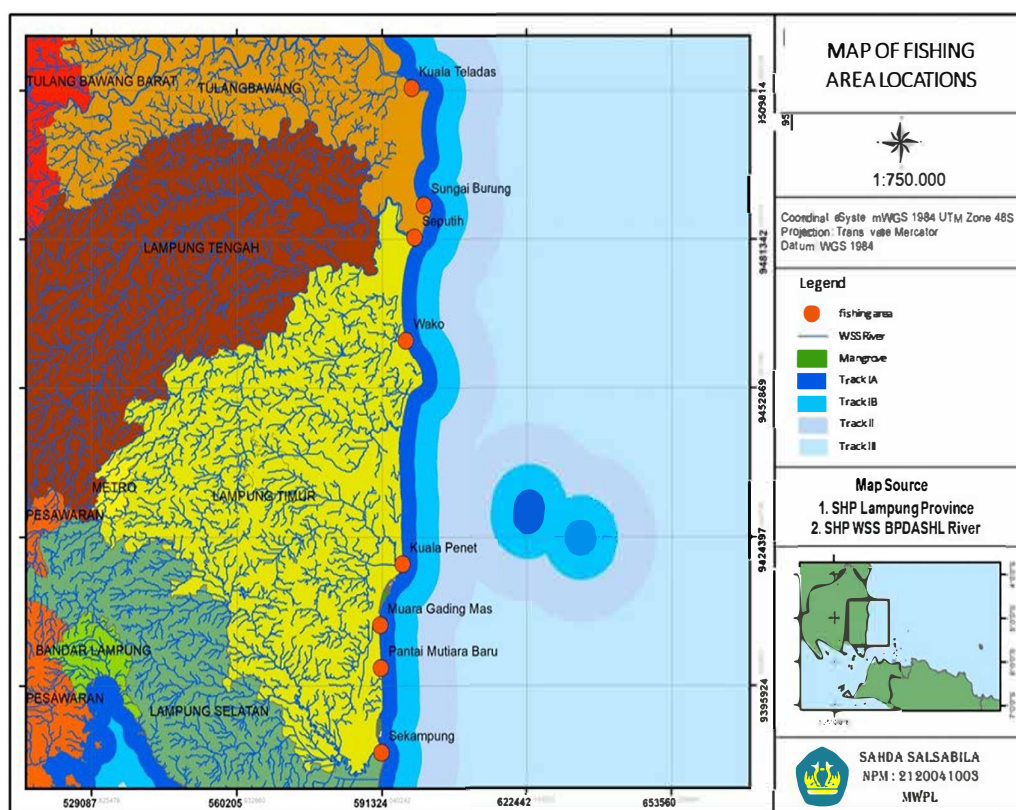 TULANG BAWANG BARAT
TULANGBAWANG
Kuala Teladas
Sungai Burung
Seputih
LAMPUNG TENGAH
Wako
METRO
LAMPUNG TIMUR
PESAWARAN
Kuala Penet
Muara Gading Mas
BANDAR LAMPUNG
Pantai Mutiara Baru
PESAWARAN
LAMPUNG SELATAN
Sekampung
529087
560205
591324
622442
653560
9509814
9481342
9452869
9424397
9395924
MAP OF FISHING
AREA LOCATIONS
1:750.000
Coordinat eSyste mWGS 1984 UTM Zone 48S
Projection: Trans vese Mercator
Datum WGS 1984
Legend
fishing area
WSS River
Mangrove
Track IA
Track IB
Track II
Track III
Map Source
1. SHP Lampung Province
2. SHP WSS BPDASHL River
SAHDA SALSABILA
NPM : 2120041003
MWPL